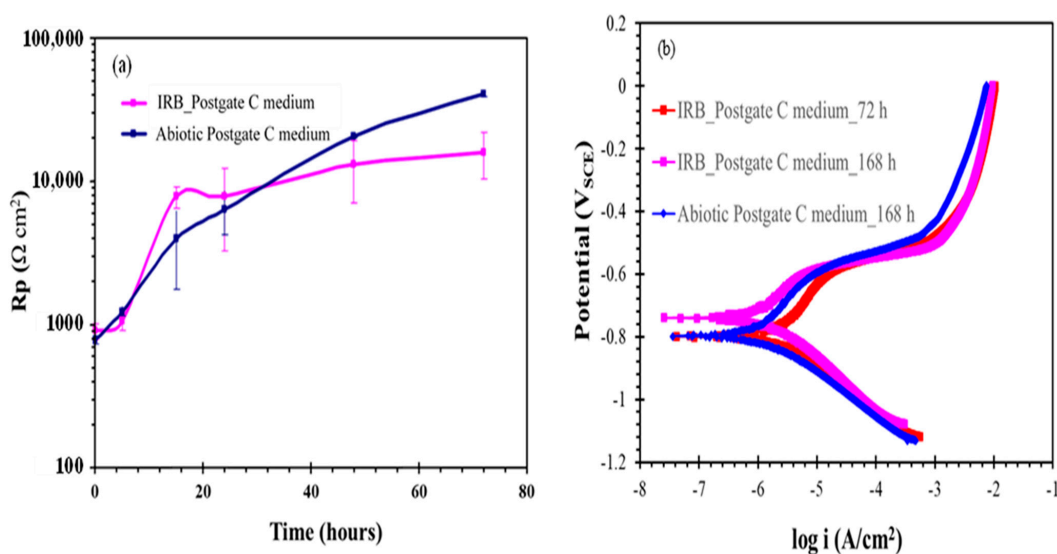 (a)
IRB_Postgate C medium
Abiotic Postgate C medium
100,000
10,000
1000
100
Rp (Ω cm²)
0
20
40
60
80
Time (hours)
(b)
IRB_Postgate C medium_72 h
IRB_Postgate C medium_168 h
Abiotic Postgate C medium_168 h
0.2
0
-0.2
-0.4
-0.6
-0.8
-1
-1.2
Potential (V_SCE)
-8
-7
-6
-5
-4
-3
-2
-1
log i (A/cm²)